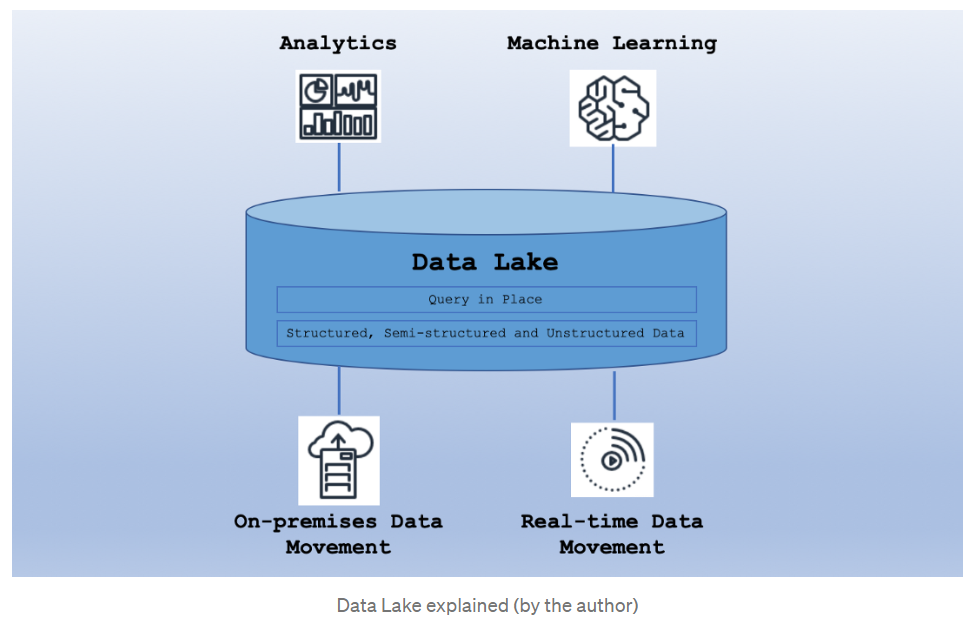 Analytics
Machine Learning
Data Lake
Query in Place
Structured, Semi-structured and Unstructured Data
On-premises Data
Movement
Real-time Data
Movement
Data Lake explained (by the author)